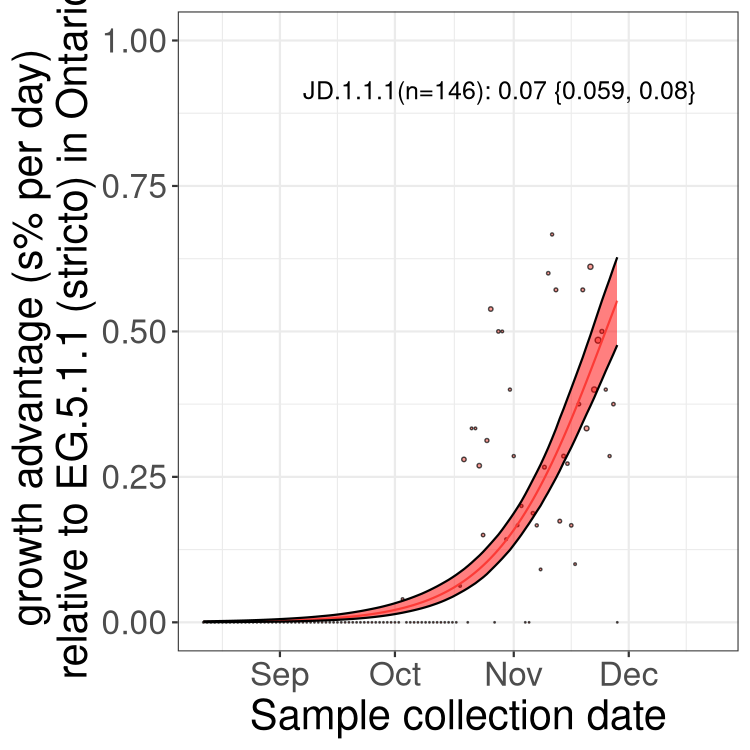 growth advantage (s% per day)
relative to EG.5.1.1 (stricto) in Ontario
1.00
0.75
0.50
0.25
0.00
JD.1.1.1(n=146): 0.07 {0.059, 0.08}
Sep Oct Nov Dec
Sample collection date